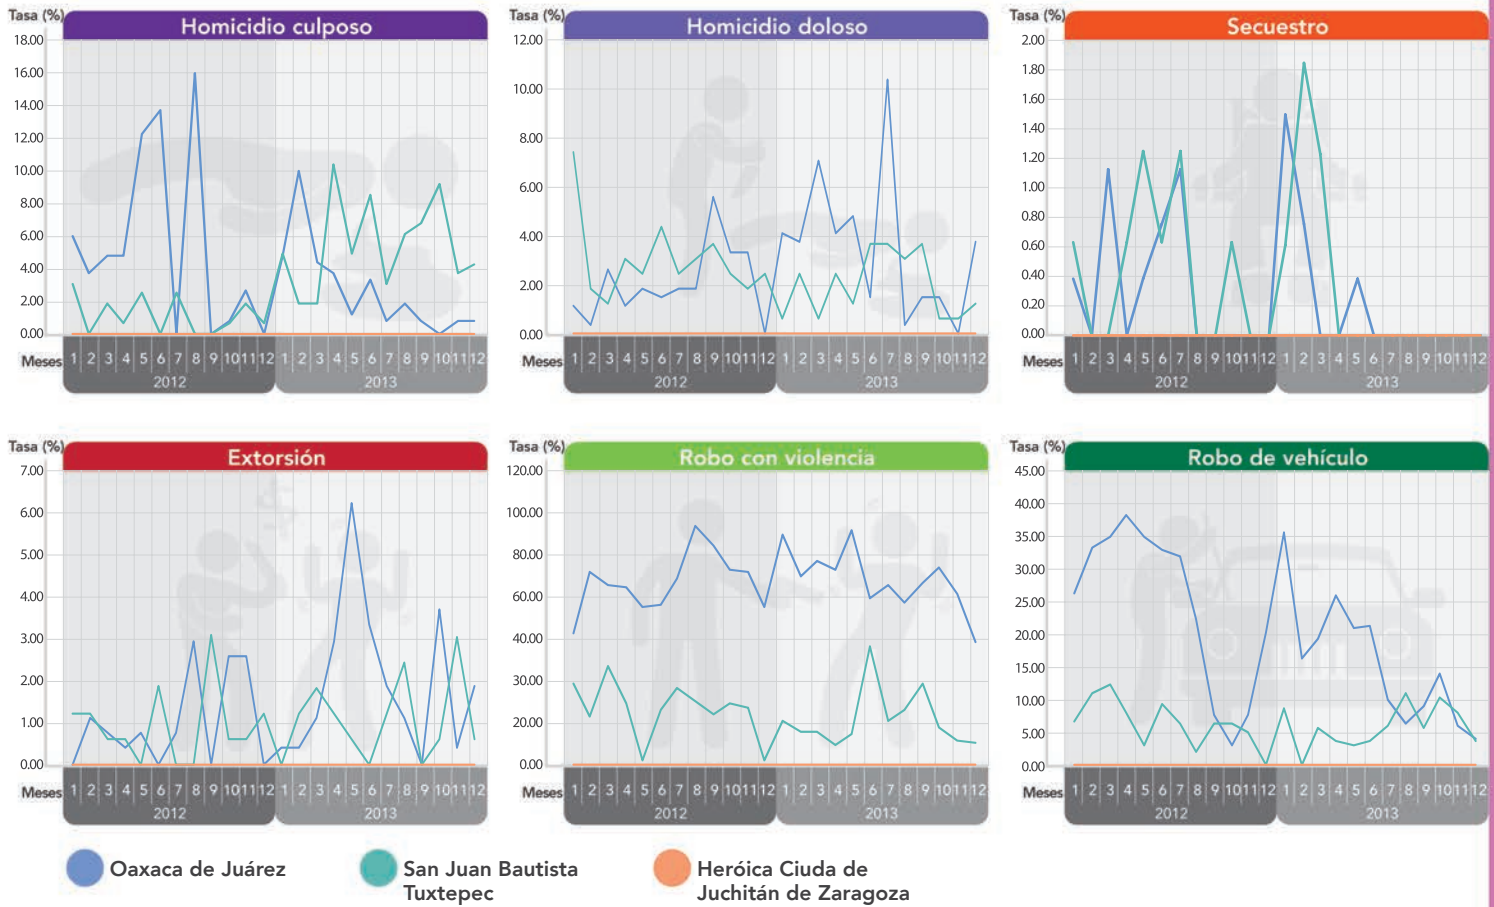 Tasa (%)
Homicidio culposo
18.00
16.00
14.00
12.00
10.00
8.00
6.00
4.00
2.00
0.00
Meses 1 2 3 4 5 6 7 8 9 10 11 12 1 2 3 4 5 6 7 8 9 10 11 12
2012 2013
Tasa (%)
Homicidio doloso
12.00
10.00
8.00
6.00
4.00
2.00
0.00
Meses 1 2 3 4 5 6 7 8 9 10 11 12 1 2 3 4 5 6 7 8 9 10 11 12
2012 2013
Tasa (%)
Secuestro
2.00
1.80
1.60
1.40
1.20
1.00
0.80
0.60
0.40
0.20
0.00
Meses 1 2 3 4 5 6 7 8 9 10 11 12 1 2 3 4 5 6 7 8 9 10 11 12
2012 2013
Tasa (%)
Extorsión
7.00
6.00
5.00
4.00
3.00
2.00
1.00
0.00
Meses 1 2 3 4 5 6 7 8 9 10 11 12 1 2 3 4 5 6 7 8 9 10 11 12
2012 2013
Tasa (%)
Robo con violencia
120.00
100.00
80.00
60.00
40.00
30.00
20.00
0.00
Meses 1 2 3 4 5 6 7 8 9 10 11 12 1 2 3 4 5 6 7 8 9 10 11 12
2012 2013
Tasa (%)
Robo de vehículo
45.00
40.00
35.00
30.00
25.00
20.00
15.00
10.00
5.00
0.00
Meses 1 2 3 4 5 6 7 8 9 10 11 12 1 2 3 4 5 6 7 8 9 10 11 12
2012 2013
Oaxaca de Juárez
San Juan Bautista
Tuxtepec
Heróica Ciuda de
Juchitán de Zaragoza